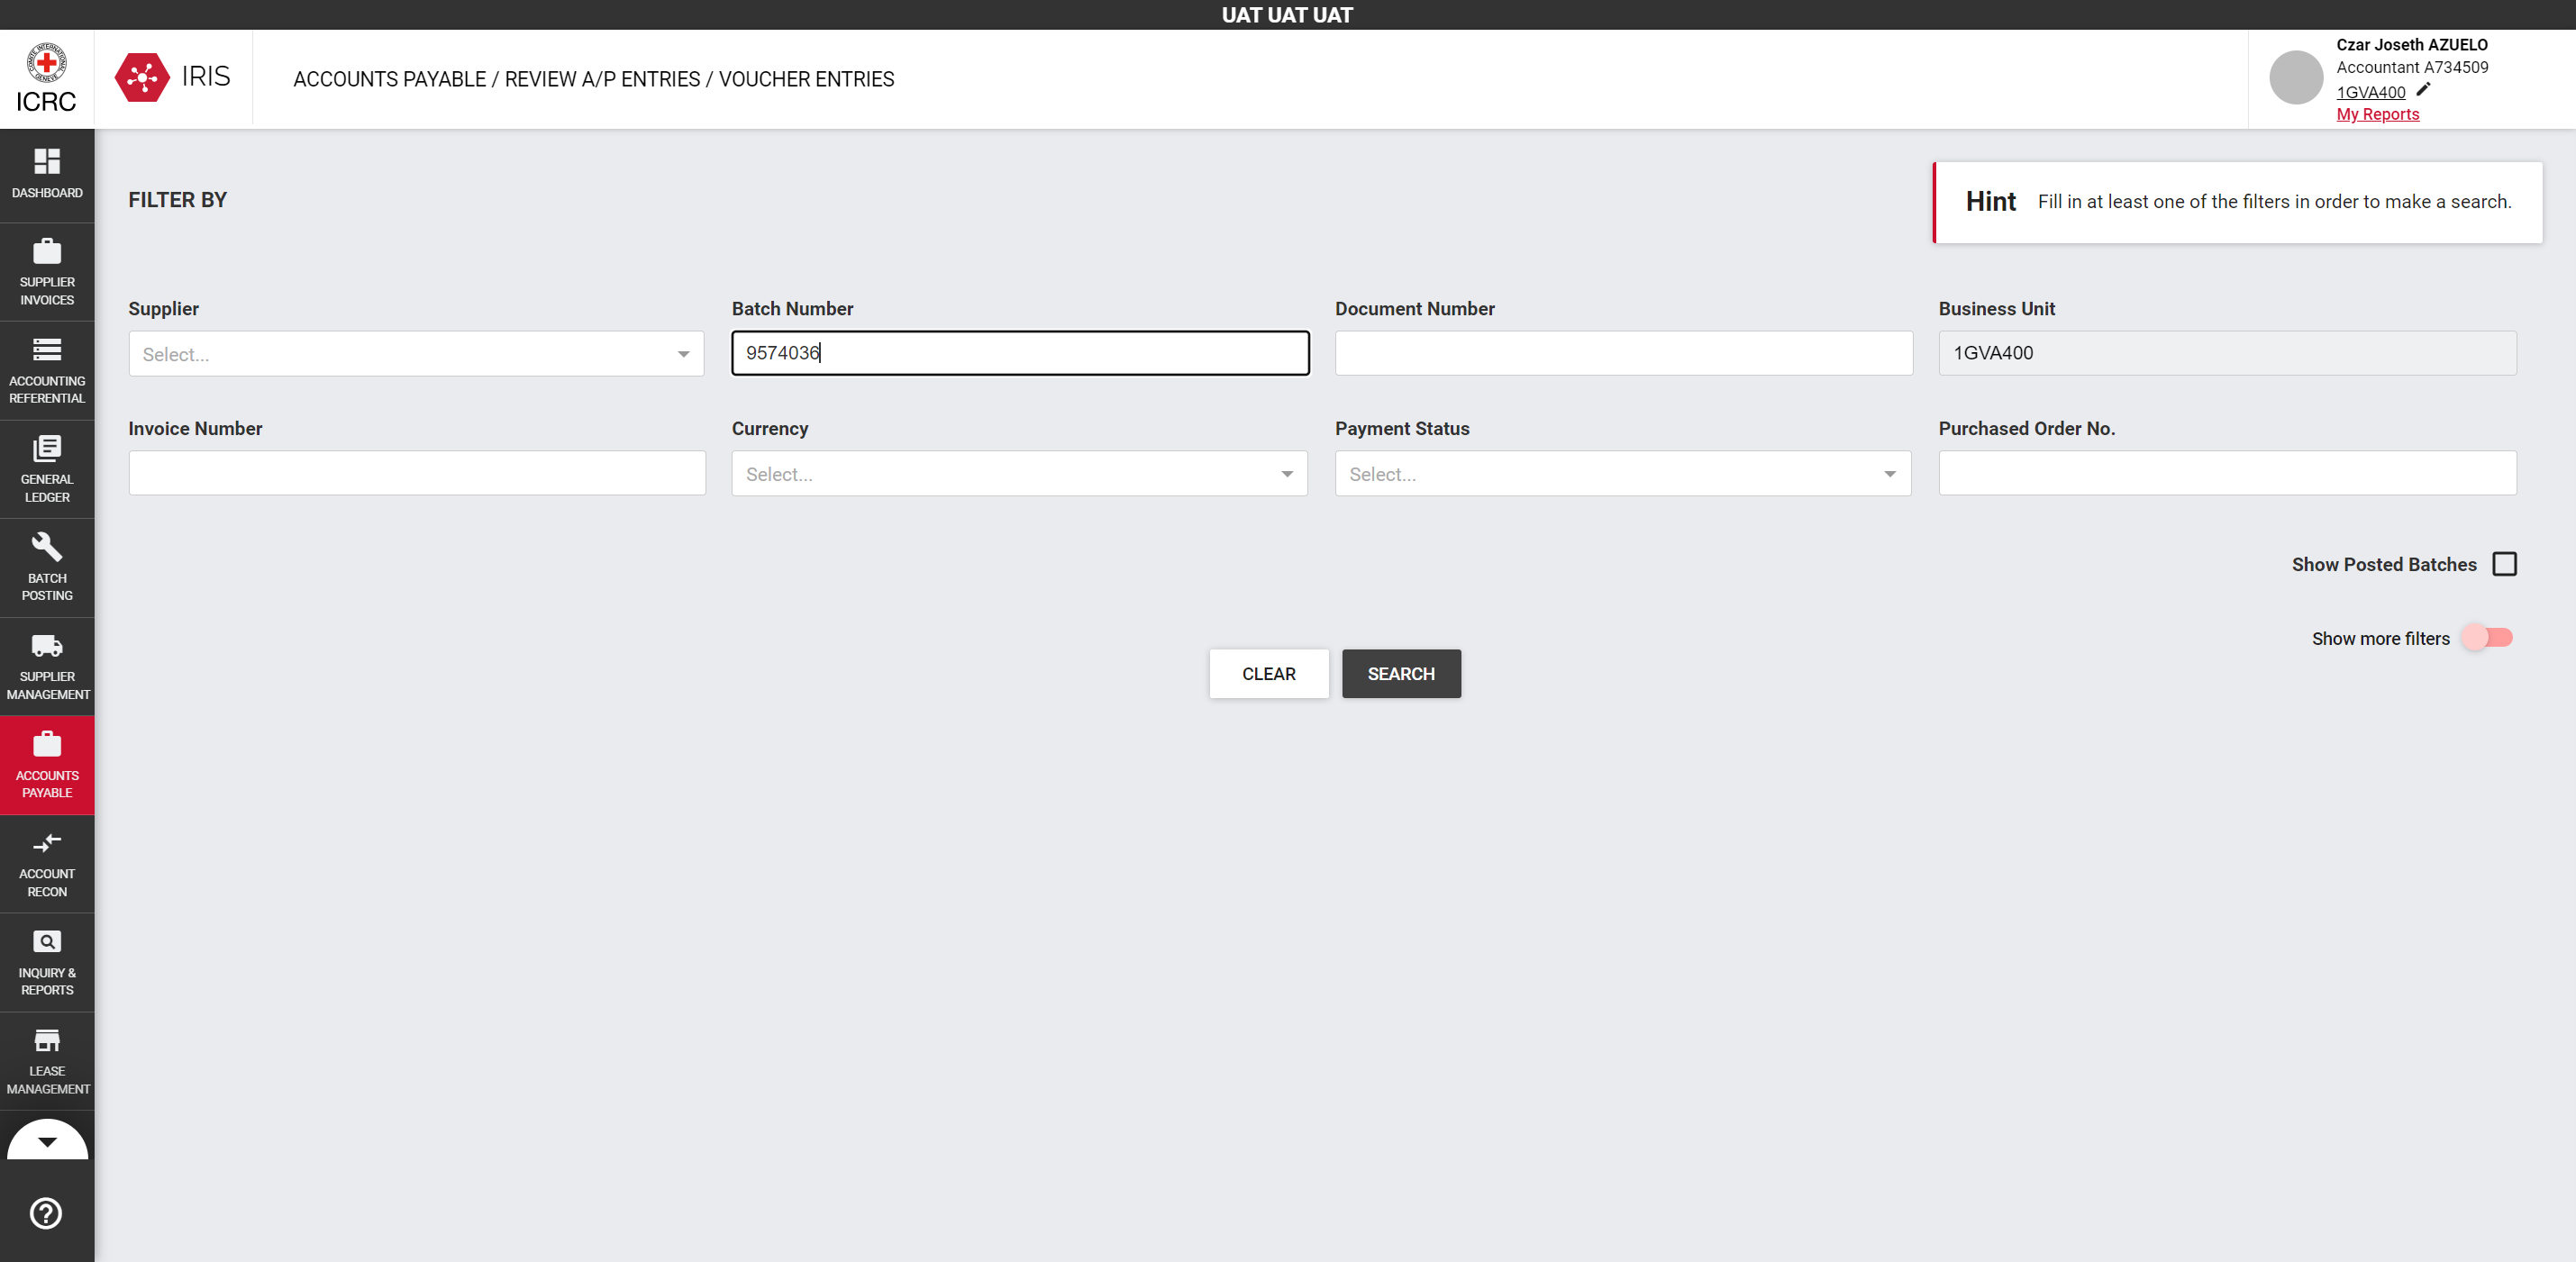 UAT UAT UAT
COMITE INTERNATIONAL GENEVE
ICRC
IRIS
ACCOUNTS PAYABLE / REVIEW A/P ENTRIES / VOUCHER ENTRIES
Czar Joseth AZUELO
Accountant A734509
1GVA400
My Reports
DASHBOARD
SUPPLIER
INVOICES
ACCOUNTING
REFERENTIAL
GENERAL
LEDGER
BATCH
POSTING
SUPPLIER
MANAGEMENT
ACCOUNTS
PAYABLE
ACCOUNT
RECON
INQUIRY &
REPORTS
LEASE
MANAGEMENT
FILTER BY
Hint Fill in at least one of the filters in order to make a search.
Supplier Batch Number Document Number Business Unit
Select... 9574036 1GVA400
Invoice Number Currency Payment Status Purchased Order No.
Select... Select...
Show Posted Batches
Show more filters
CLEAR SEARCH